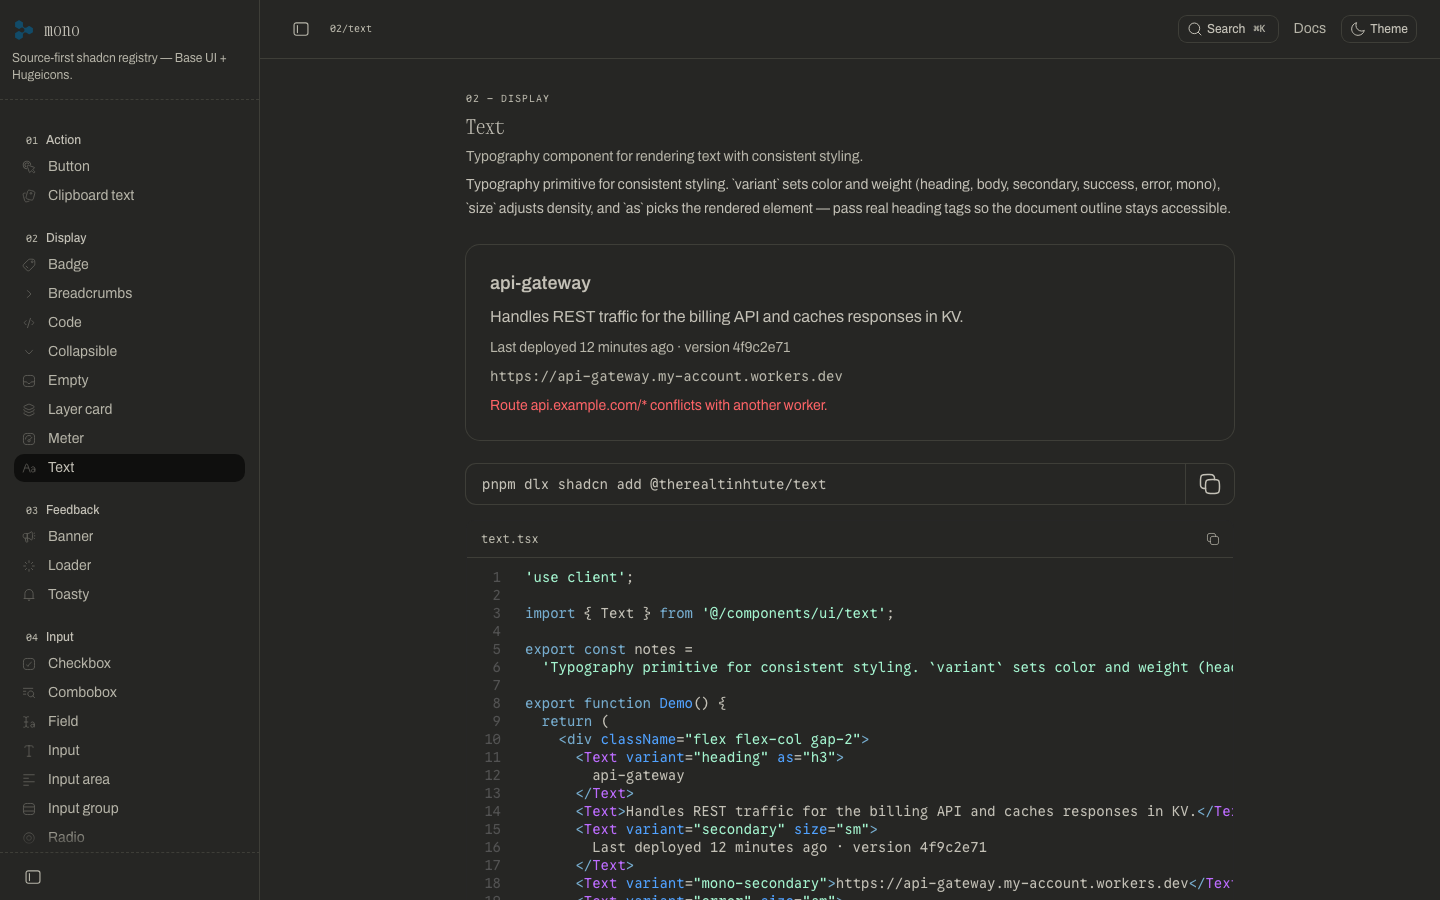 mono
Source-first shadcn registry — Base UI +
Hugeicons.
01 Action
Button
Clipboard text
02 Display
Badge
Breadcrumbs
Code
Collapsible
Empty
Layer card
Meter
Text
03 Feedback
Banner
Loader
Toasty
04 Input
Checkbox
Combobox
Field
Input
Input area
Input group
Radio
02/text
Search ⌘K
Docs
Theme
02 — DISPLAY
Text
Typography component for rendering text with consistent styling.
Typography primitive for consistent styling. `variant` sets color and weight (heading, body, secondary, success, error, mono),
`size` adjusts density, and `as` picks the rendered element — pass real heading tags so the document outline stays accessible.
api-gateway
Handles REST traffic for the billing API and caches responses in KV.
Last deployed 12 minutes ago · version 4f9c2e71
https://api-gateway.my-account.workers.dev
Route api.example.com/* conflicts with another worker.
pnpm dlx shadcn add @therealtinhtute/text
text.tsx
1 'use client';
2
3 import { Text } from '@/components/ui/text';
4
5 export const notes =
6 'Typography primitive for consistent styling. `variant` sets color and weight (head
7
8 export function Demo() {
9 return (
10 <div className="flex flex-col gap-2">
11 <Text variant="heading" as="h3">
12 api-gateway
13 </Text>
14 <Text>Handles REST traffic for the billing API and caches responses in KV.</Tex
15 <Text variant="secondary" size="sm">
16 Last deployed 12 minutes ago · version 4f9c2e71
17 </Text>
18 <Text variant="mono-secondary">https://api-gateway.my-account.workers.dev</Text
19 <Text variant="error" size="sm">